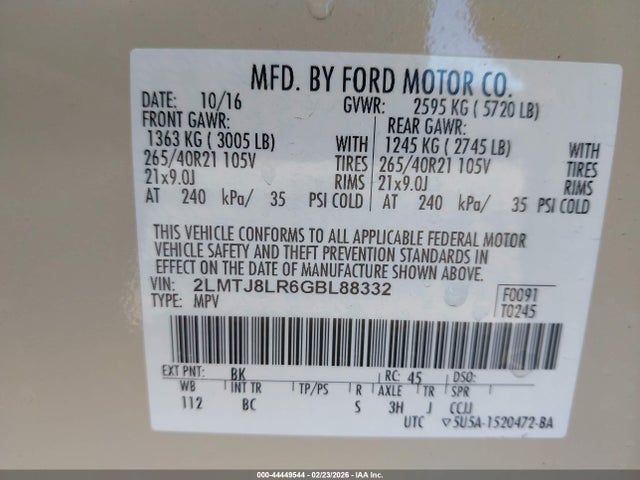 MFD. BY FORD MOTOR CO.
DATE: 10/16 GVWR: 2595 KG ( 5720 LB)
FRONT GAWR: REAR GAWR:
1363 KG ( 3005 LB) WITH 1245 KG ( 2745 LB) WITH
265/40R21 105V TIRES 265/40R21 105V TIRES
21x9.0J RIMS 21x9.0J RIMS
AT 240 kPa/ 35 PSI COLD AT 240 kPa/ 35 PSI COLD
THIS VEHICLE CONFORMS TO ALL APPLICABLE FEDERAL MOTOR
VEHICLE SAFETY AND THEFT PREVENTION STANDARDS IN
EFFECT ON THE DATE OF MANUFACTURE SHOWN ABOVE.
VIN: 2LMTJ8LR6GBL88332 F0091
TYPE: MPV T0245
EXT PNT: BK RC: 45 DSO:
WB INT TR TP/PS R AXLE TR SPR
112 BC S 3H J CCJJ
UTC ▽5U5A-1520472-BA
000-44449544 - 02/23/2026 - IAA Inc.